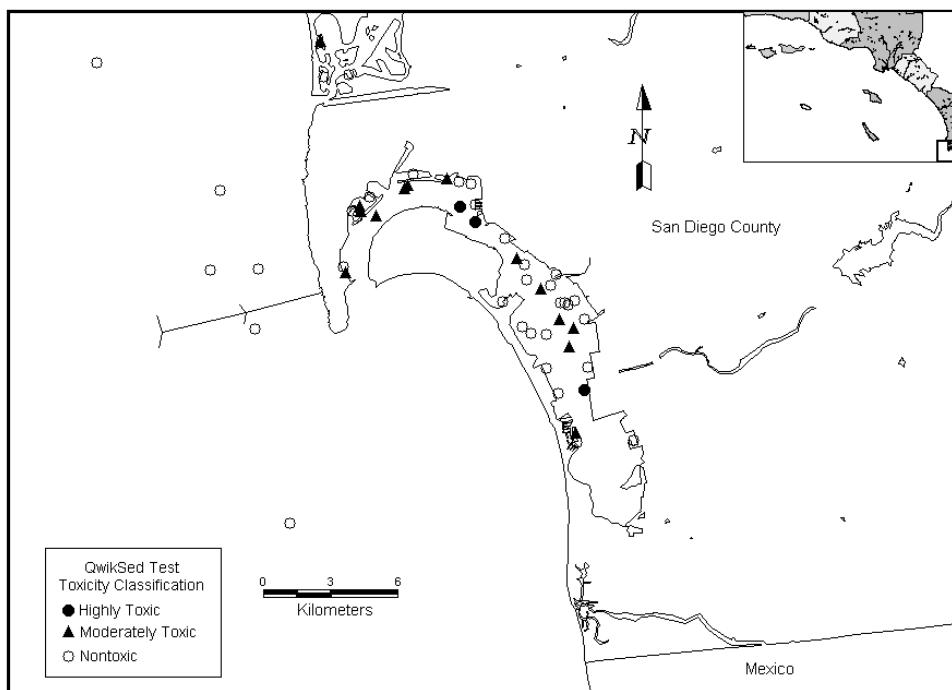 N
San Diego County
QwikSed Test
Toxicity Classification
Highly Toxic
Moderately Toxic
Nontoxic
0 3 6
Kilometers
Mexico